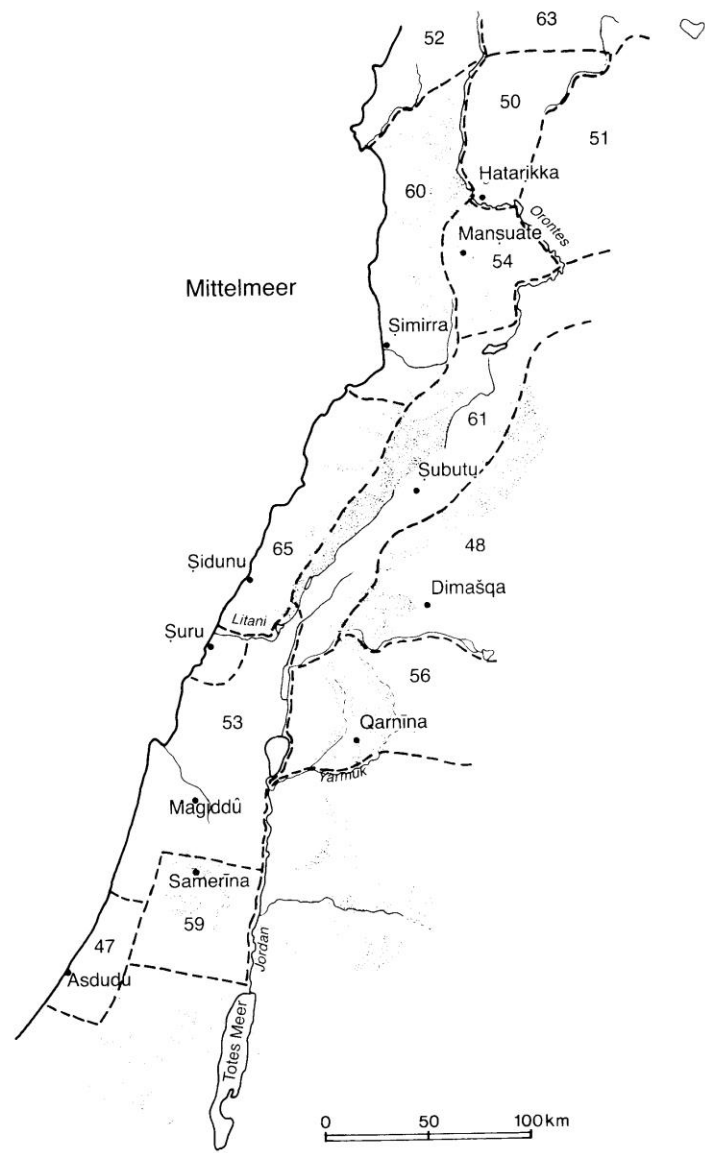 52
63
50
51
Hatarikka
60
Orontes
Manṣuate
54
Mittelmeer
Ṣimirra
61
Ṣubutu
48
65
Ṣidunu
Dimašqa
Litani
Ṣuru
56
53
Qarnīna
Yarmuk
Magiddû
Samerīna
59
47
Jordan
Asdudu
Totes Meer
0 50 100 km